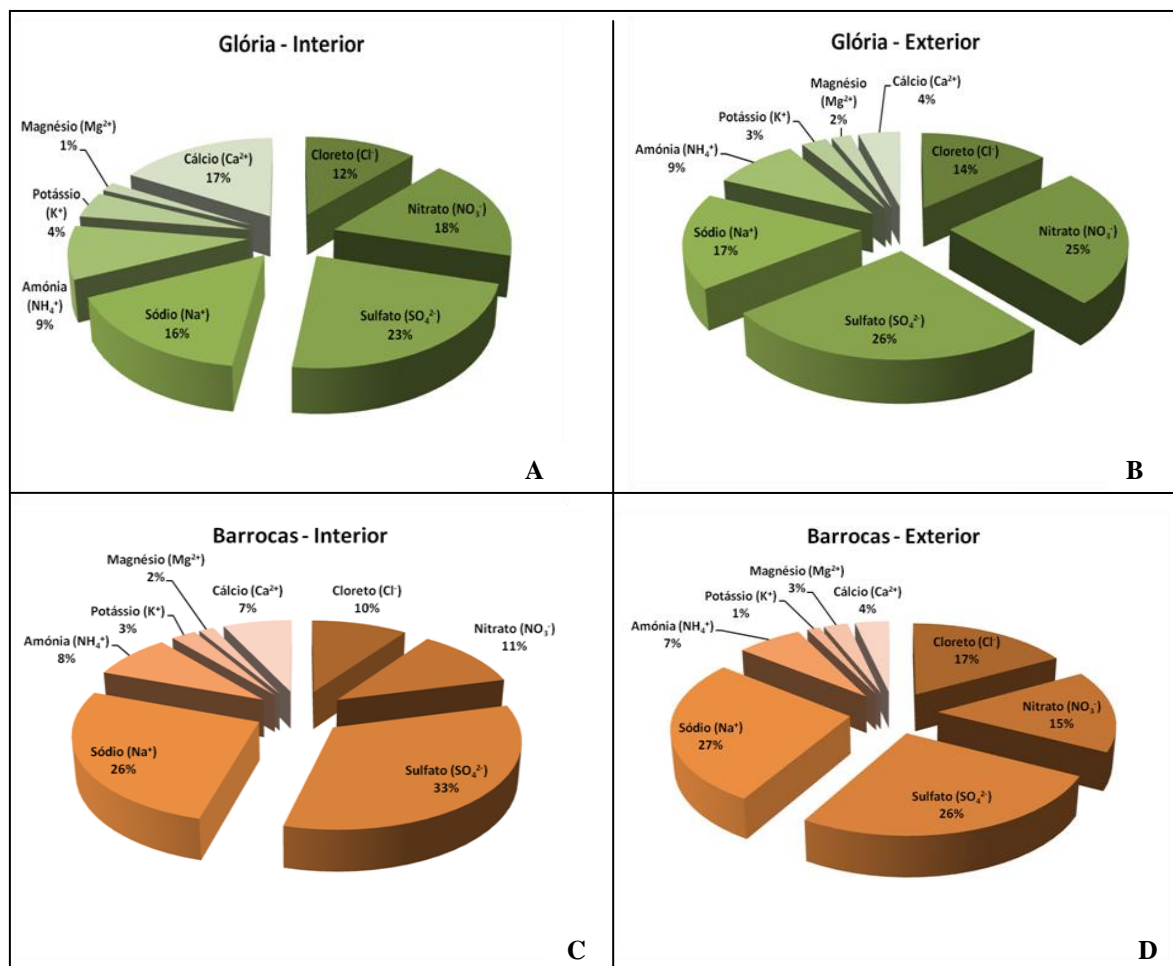 Glória - Interior
Cloreto (Cl⁻)
12%
Nitrato (NO₃⁻)
18%
Sulfato (SO₄²⁻)
23%
Sódio (Na⁺)
16%
Amónia
(NH₄⁺)
9%
Potássio
(K⁺)
4%
Magnésio (Mg²⁺)
1%
Cálcio (Ca²⁺)
17%
A
Glória - Exterior
Cloreto (Cl⁻)
14%
Nitrato (NO₃⁻)
25%
Sulfato (SO₄²⁻)
26%
Sódio (Na⁺)
17%
Amónia (NH₄⁺)
9%
Potássio (K⁺)
3%
Magnésio
(Mg²⁺)
2%
Cálcio (Ca²⁺)
4%
B
Barrocas - Interior
Cloreto (Cl⁻)
10%
Nitrato (NO₃⁻)
11%
Sulfato (SO₄²⁻)
33%
Sódio (Na⁺)
26%
Amónia (NH₄⁺)
8%
Potássio (K⁺)
3%
Magnésio (Mg²⁺)
2%
Cálcio (Ca²⁺)
7%
C
Barrocas - Exterior
Cloreto (Cl⁻)
17%
Nitrato (NO₃⁻)
15%
Sulfato (SO₄²⁻)
26%
Sódio (Na⁺)
27%
Amónia (NH₄⁺)
7%
Potássio (K⁺)
1%
Magnésio (Mg²⁺)
3%
Cálcio (Ca²⁺)
4%
D